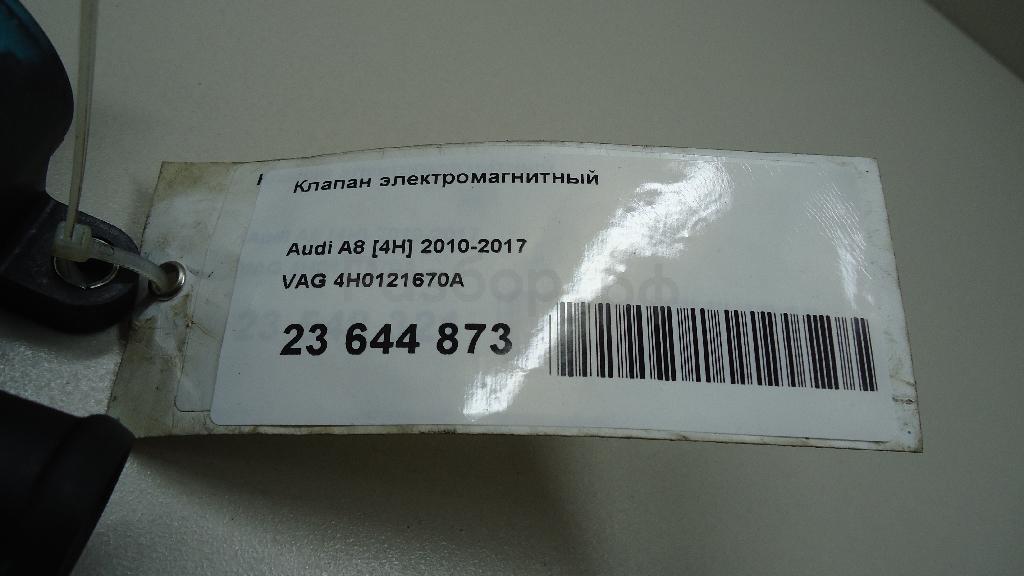 Клапан электромагнитный
Audi A8 [4H] 2010-2017
VAG 4H0121670A
23 644 873